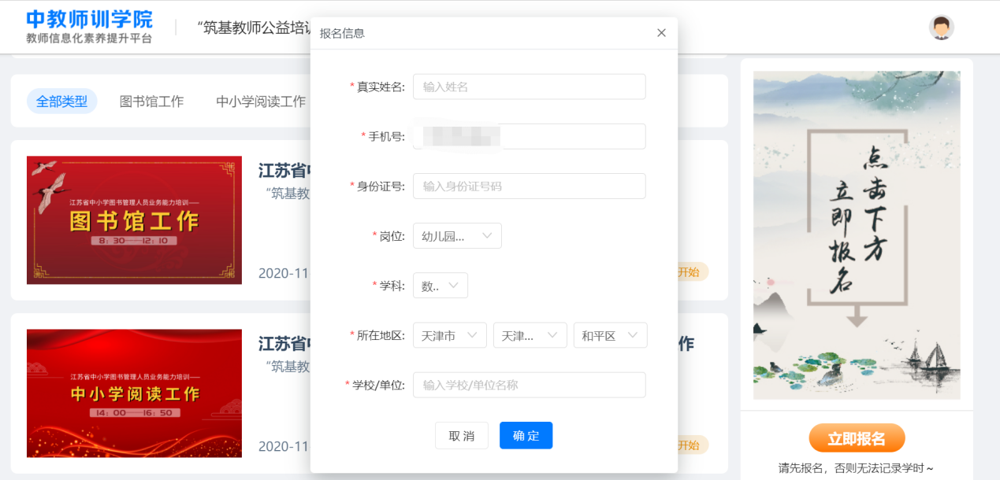 中教师训学院
教师信息化素养提升平台
“筑基教师公益培训
全部类型
图书馆工作
中小学阅读工作
江苏省中小学图书管理人员业务能力培训——
图书馆工作
8:30——12:10
江苏省中
“筑基教
2020-11
开始
江苏省中小学图书管理人员业务能力培训——
中小学阅读工作
14:00——16:50
江苏省中
作
“筑基教
2020-11
开始
报名信息
* 真实姓名:
输入姓名
* 手机号:
* 身份证号:
输入身份证号码
* 岗位:
幼儿园...
* 学科:
数..
* 所在地区:
天津市
天津...
和平区
* 学校/单位:
输入学校/单位名称
取 消
确 定
点击下方
立即报名
立即报名
请先报名，否则无法记录学时~